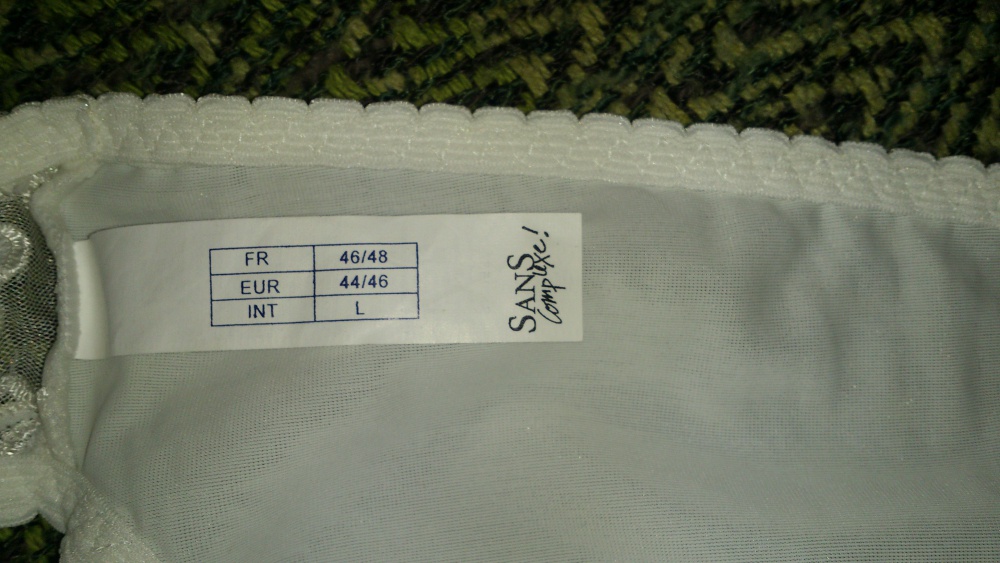 FR 46/48
EUR 44/46
INT L
SANS
Complexe!